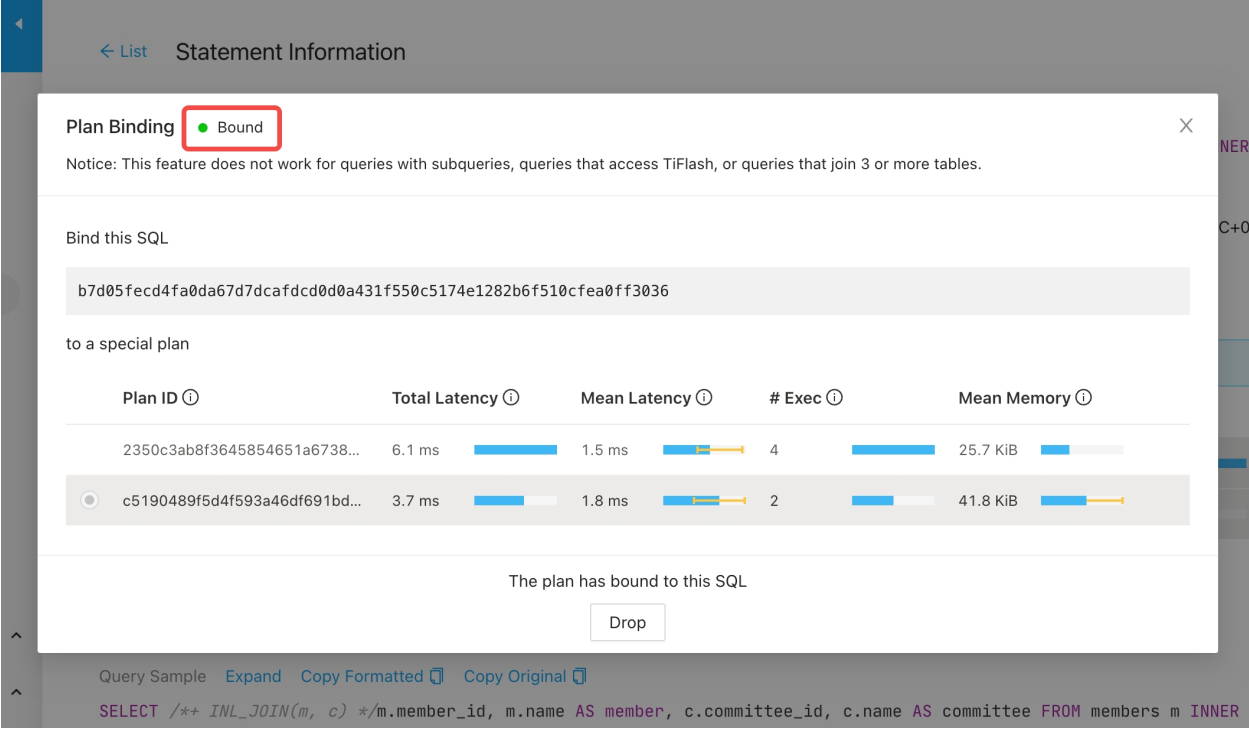 List Statement Information
Plan Binding Bound
Notice: This feature does not work for queries with subqueries, queries that access TiFlash, or queries that join 3 or more tables.
NER
C+0
Bind this SQL
b7d05fecd4fa0da67d7dcafdcd0d0a431f550c5174e1282b6f510cfea0ff3036
to a special plan
Plan ID Total Latency Mean Latency # Exec Mean Memory
2350c3ab8f3645854651a6738... 6.1 ms 1.5 ms 4 25.7 KiB
c5190489f5d4f593a46df691bd... 3.7 ms 1.8 ms 2 41.8 KiB
The plan has bound to this SQL
Drop
Query Sample Expand Copy Formatted Copy Original
SELECT /*+ INL_JOIN(m, c) */m.member_id, m.name AS member, c.committee_id, c.name AS committee FROM members m INNER